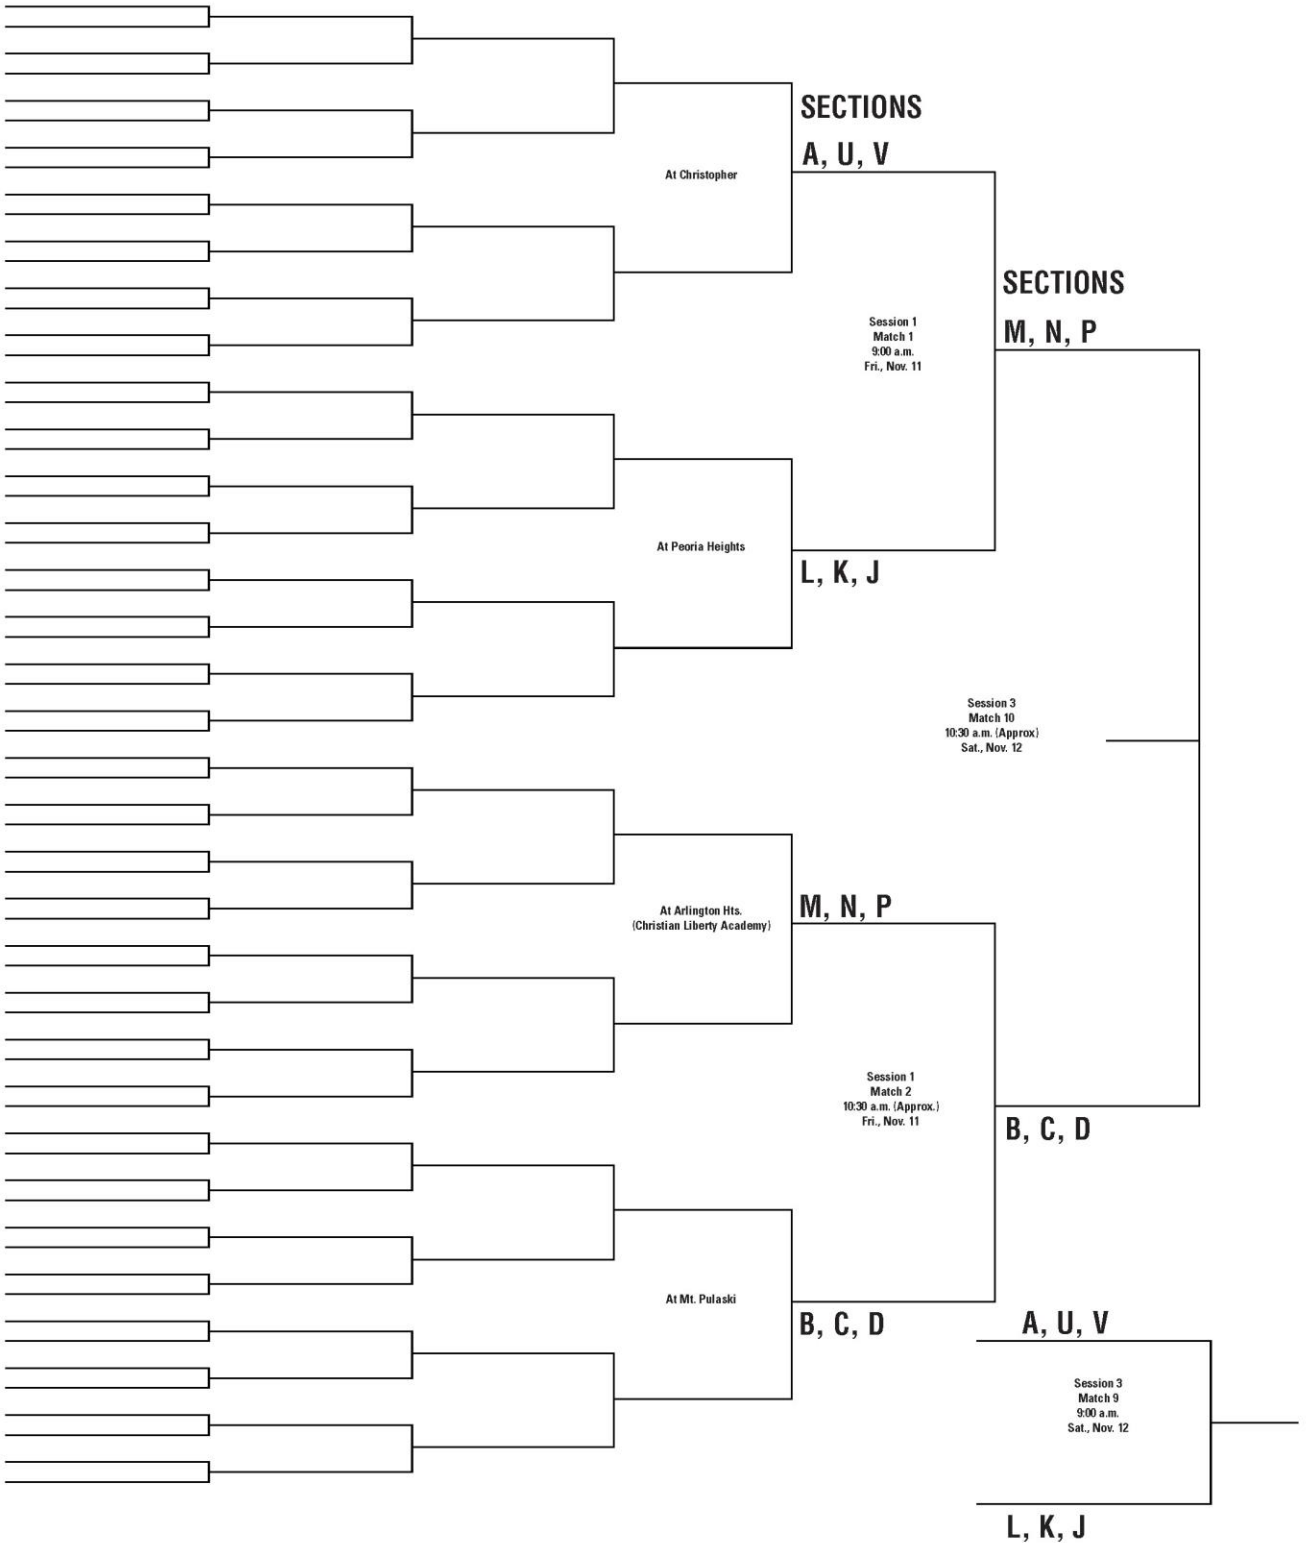 SECTIONS
A, U, V
At Christopher
SECTIONS
M, N, P
Session 1
Match 1
9:00 a.m.
Fri., Nov. 11
At Peoria Heights
L, K, J
Session 3
Match 10
10:30 a.m. (Approx)
Sat., Nov. 12
At Arlington Hts.
(Christian Liberty Academy)
M, N, P
Session 1
Match 2
10:30 a.m. (Approx.)
Fri., Nov. 11
B, C, D
At Mt. Pulaski
B, C, D
A, U, V
Session 3
Match 9
9:00 a.m.
Sat., Nov. 12
L, K, J